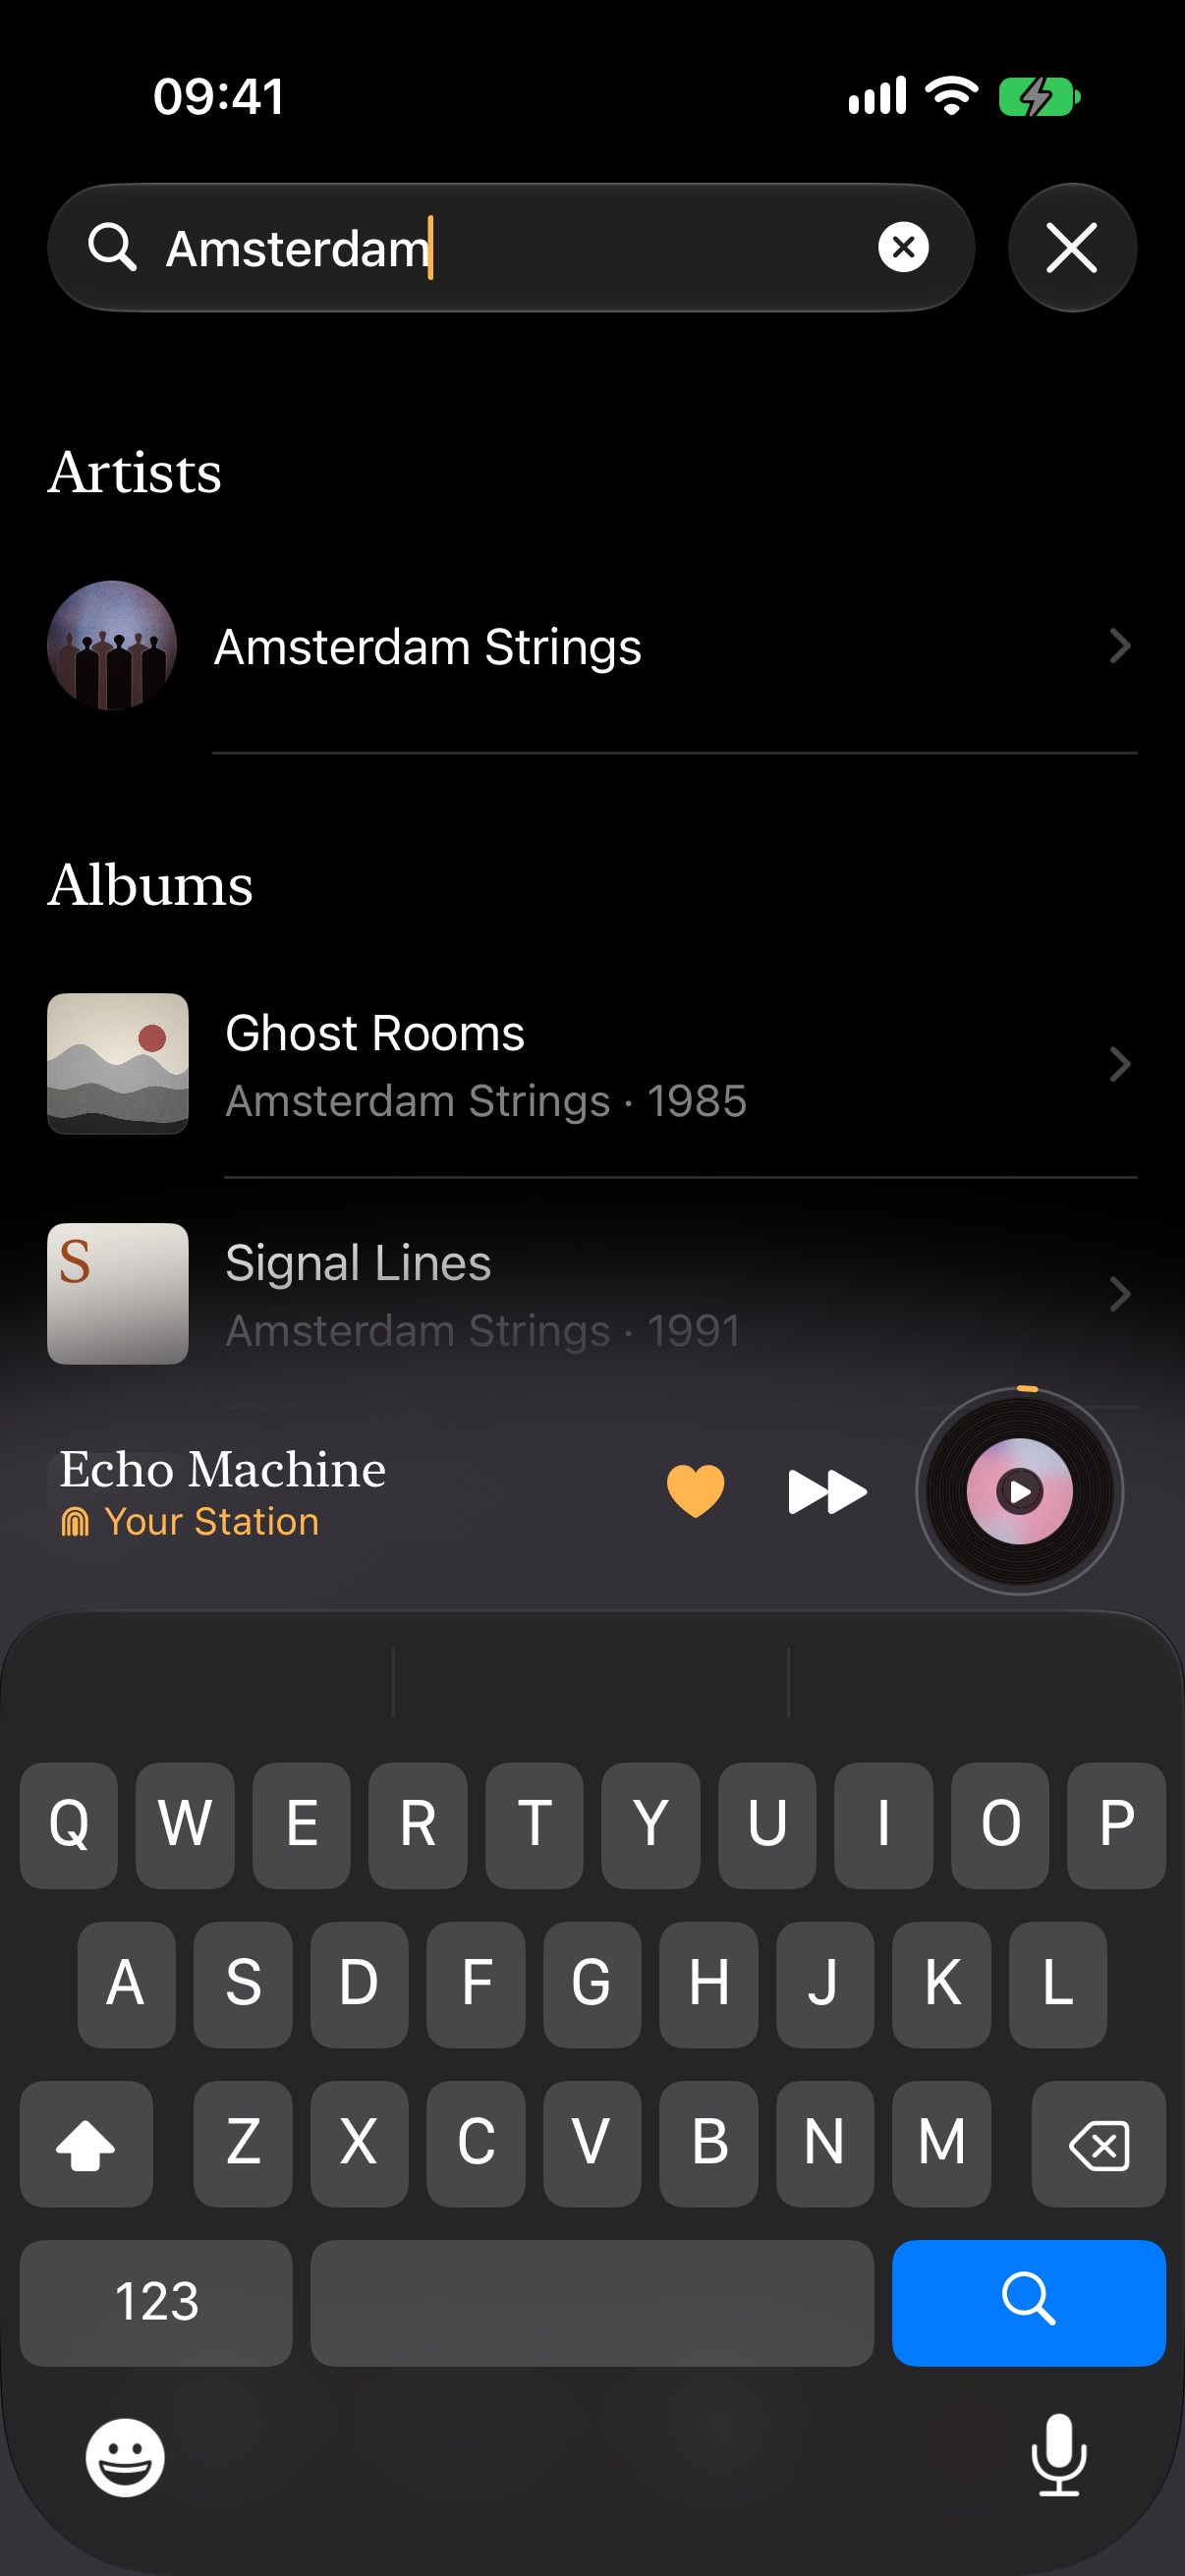 09:41
Amsterdam
Artists
Amsterdam Strings
Albums
Ghost Rooms
Amsterdam Strings · 1985
S
Signal Lines
Amsterdam Strings · 1991
Echo Machine
Your Station
Q W E R T Y U I O P
A S D F G H J K L
Z X C V B N M
123